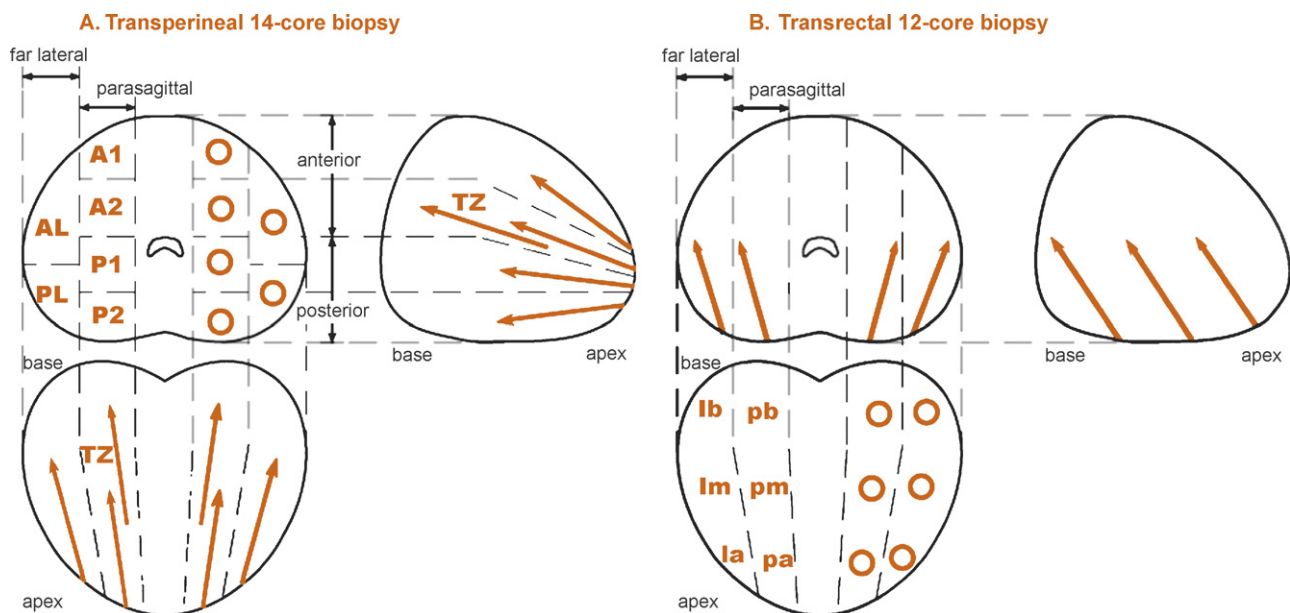 A. Transperineal 14-core biopsy
far lateral
parasagittal
A1
anterior
A2
TZ
AL
P1
PL
P2
posterior
base
apex
base
TZ
apex
B. Transrectal 12-core biopsy
far lateral
parasagittal
base
apex
base
lb pb
lm pm
la pa
apex